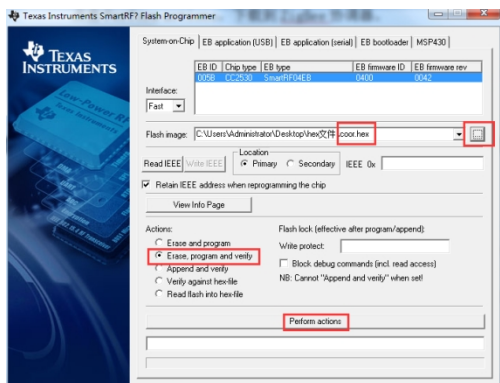 Texas Instruments SmartRF? Flash Programmer
TEXAS
INSTRUMENTS
Low-Power RF
System-on-Chip | EB application (USB) | EB application (serial) | EB bootloader | MSP430
EB ID Chip type EB type EB firmware ID EB firmware rev
005B CC2530 SmartRF04EB 0400 0042
Interface:
Fast
Flash image: C:\Users\Administrator\Desktop\hex文件\coor.hex ...
Location
Read IEEE Write IEEE Primary Secondary IEEE 0x
Retain IEEE address when reprogramming the chip
View Info Page
Actions: Flash lock (effective after program/append):
Erase and program Write protect:
Erase, program and verify
Append and verify Block debug commands (incl. read access)
Verify against hex-file NB: Cannot "Append and verify" when set!
Read flash into hex-file
Perform actions